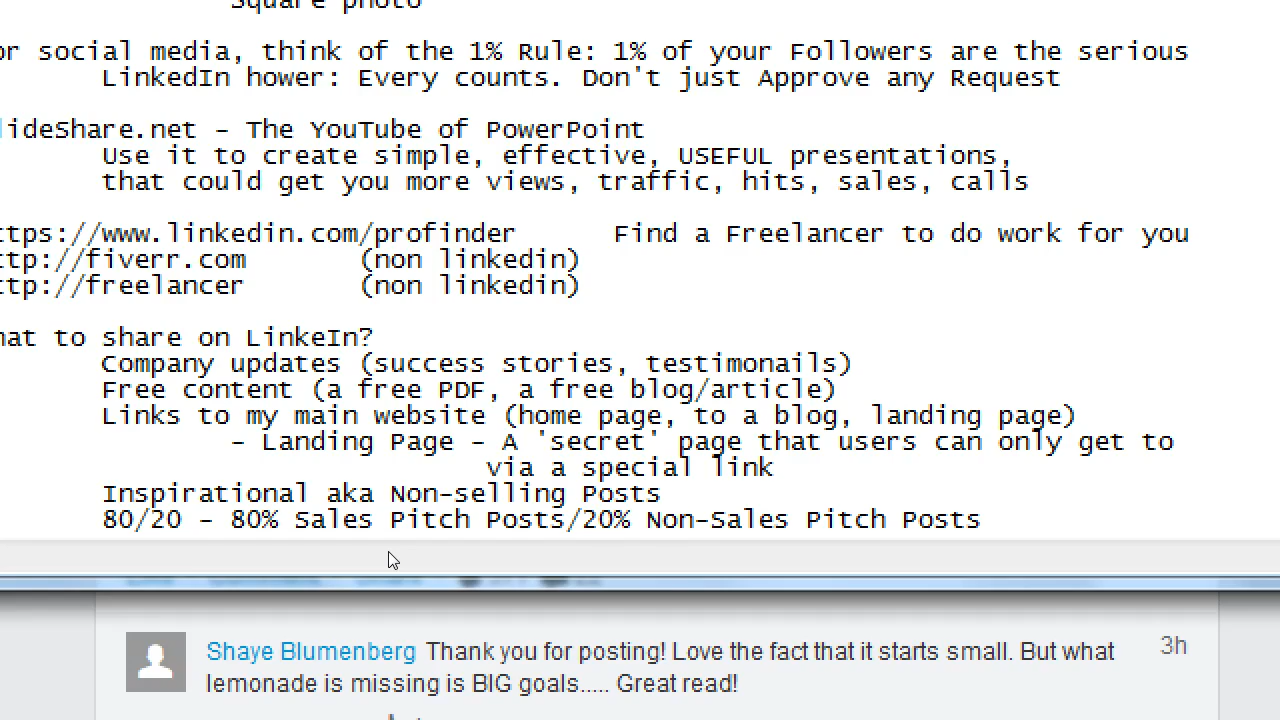 Square photo
or social media, think of the 1% Rule: 1% of your Followers are the serious
LinkedIn hower: Every counts. Don't just Approve any Request
lideShare.net - The YouTube of PowerPoint
Use it to create simple, effective, USEFUL presentations,
that could get you more views, traffic, hits, sales, calls
ttps://www.linkedin.com/profinder Find a Freelancer to do work for you
ttp://fiverr.com (non linkedin)
ttp://freelancer (non linkedin)
hat to share on LinkeIn?
Company updates (success stories, testimonails)
Free content (a free PDF, a free blog/article)
Links to my main website (home page, to a blog, landing page)
- Landing Page - A 'secret' page that users can only get to
via a special link
Inspirational aka Non-selling Posts
80/20 - 80% Sales Pitch Posts/20% Non-Sales Pitch Posts
Shaye Blumenberg Thank you for posting! Love the fact that it starts small. But what 3h
lemonade is missing is BIG goals..... Great read!